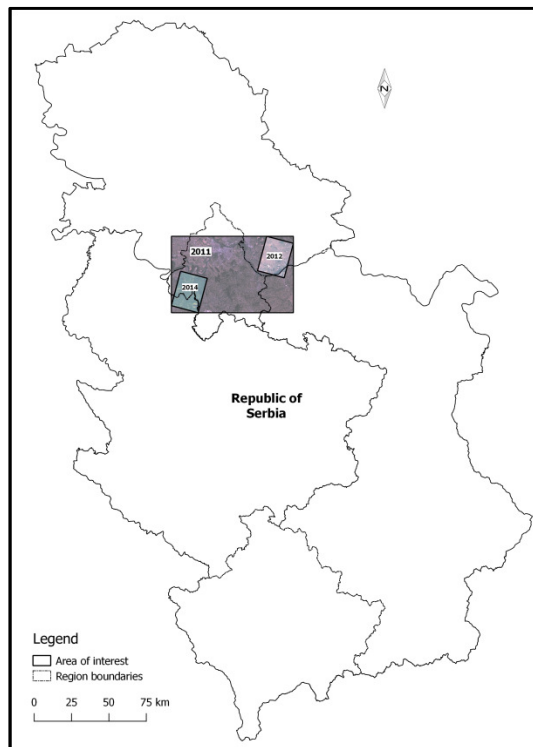 N
2011
2012
2014
Republic of
Serbia
Legend
Area of interest
Region boundaries
0 25 50 75 km